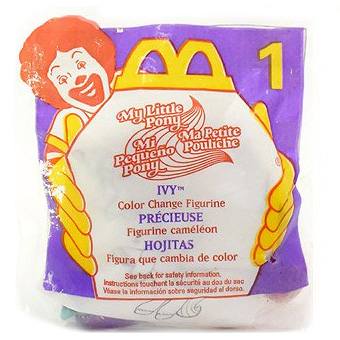 1
My Little
Pony
Mi
Pequeño
Pony
Ma Petite
Pouliche
IVY™
Color Change Figurine
PRÉCIEUSE
Figurine caméléon
HOJITAS
Figura que cambia de color
See back for safety information.
Instructions touchant la sécurité au dos du sac
Véase la información sobre seguridad al dorso.